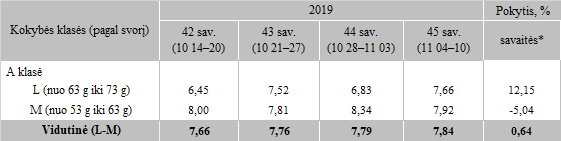 Kokybės klasės (pagal svorį) 2019 Pokytis, %
42 sav. (10 14–20) 43 sav. (10 21–27) 44 sav. (10 28–11 03) 45 sav. (11 04–10) savaitės*
A klasė
L (nuo 63 g iki 73 g) 6,45 7,52 6,83 7,66 12,15
M (nuo 53 g iki 63 g) 8,00 7,81 8,34 7,92 -5,04
Vidutinė (L-M) 7,66 7,76 7,79 7,84 0,64